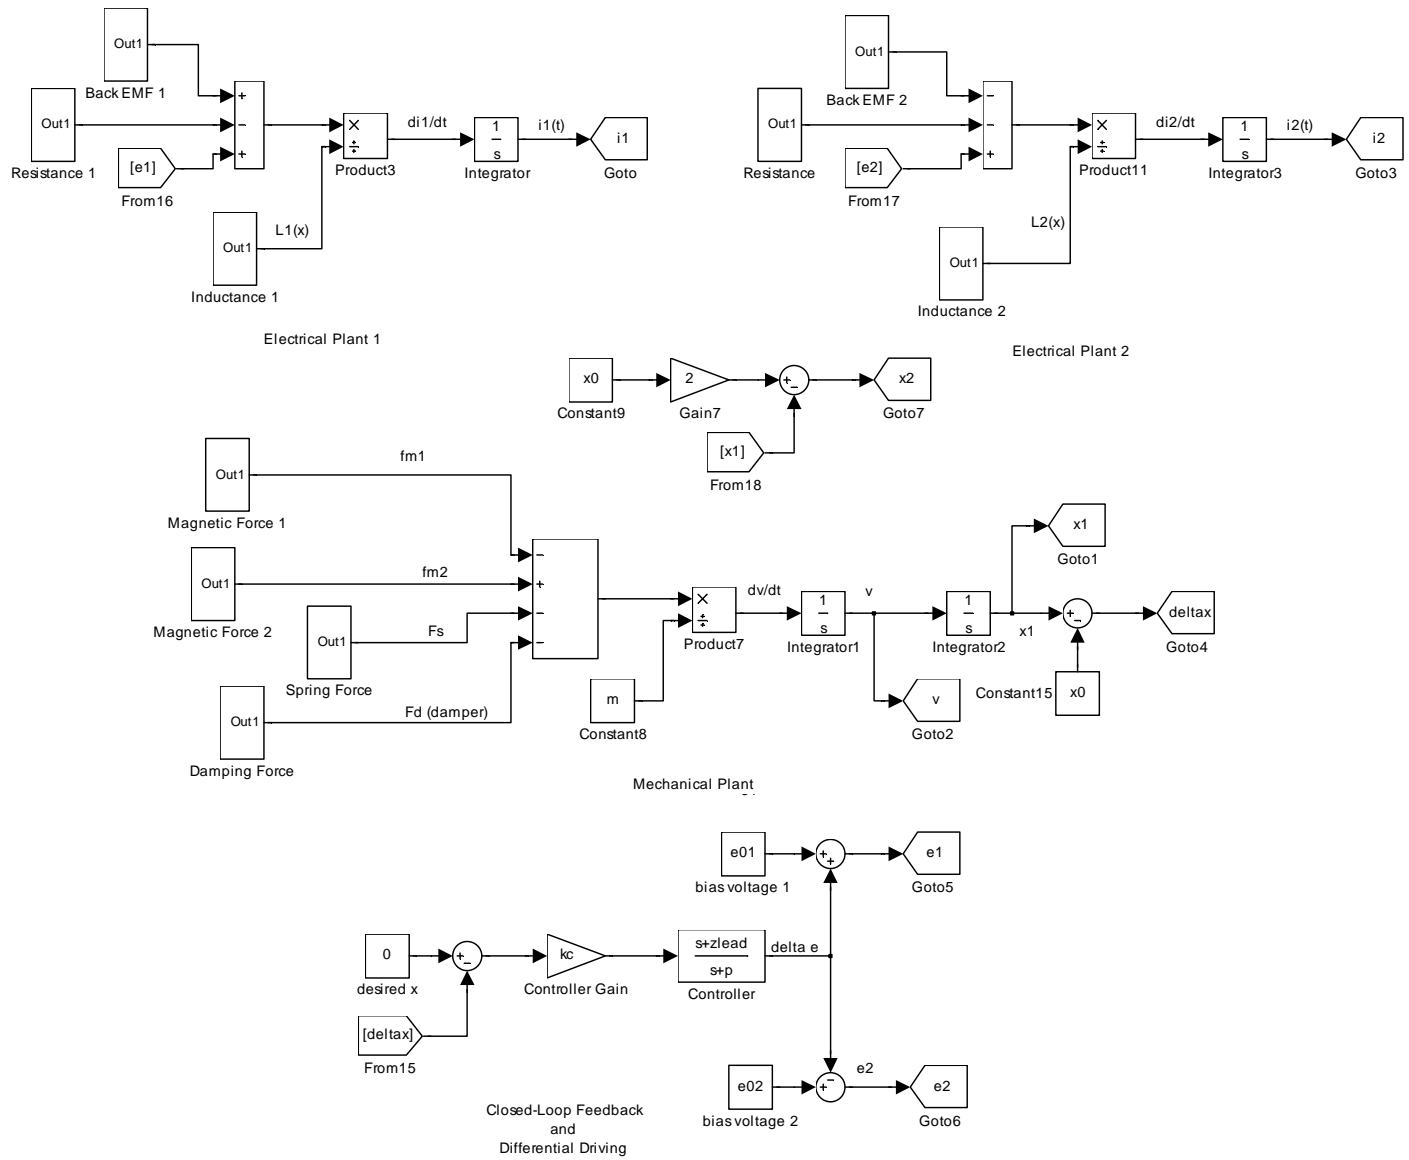 Out1
Back EMF 1
Out1
Resistance 1
[e1]
From16
+
−
+
Out1
Inductance 1
L1(x)
×
÷
Product3
di1/dt
1
s
Integrator
i1(t)
i1
Goto
Electrical Plant 1
Out1
Back EMF 2
Out1
Resistance
[e2]
From17
−
−
+
Out1
Inductance 2
L2(x)
×
÷
Product11
di2/dt
1
s
Integrator3
i2(t)
i2
Goto3
Electrical Plant 2
x0
Constant9
2
Gain7
+
−
[x1]
From18
x2
Goto7
Out1
Magnetic Force 1
fm1
Out1
Magnetic Force 2
fm2
Out1
Spring Force
Fs
Out1
Damping Force
Fd (damper)
−
+
−
−
m
Constant8
×
÷
Product7
dv/dt
1
s
Integrator1
v
v
Goto2
1
s
Integrator2
x1
x1
Goto1
+
−
Constant15
x0
deltax
Goto4
Mechanical Plant
e01
bias voltage 1
+
+
e1
Goto5
0
desired x
+
−
[deltax]
From15
kc
Controller Gain
s+zlead
s+p
Controller
delta e
e02
bias voltage 2
+
−
e2
e2
Goto6
Closed-Loop Feedback
and
Differential Driving